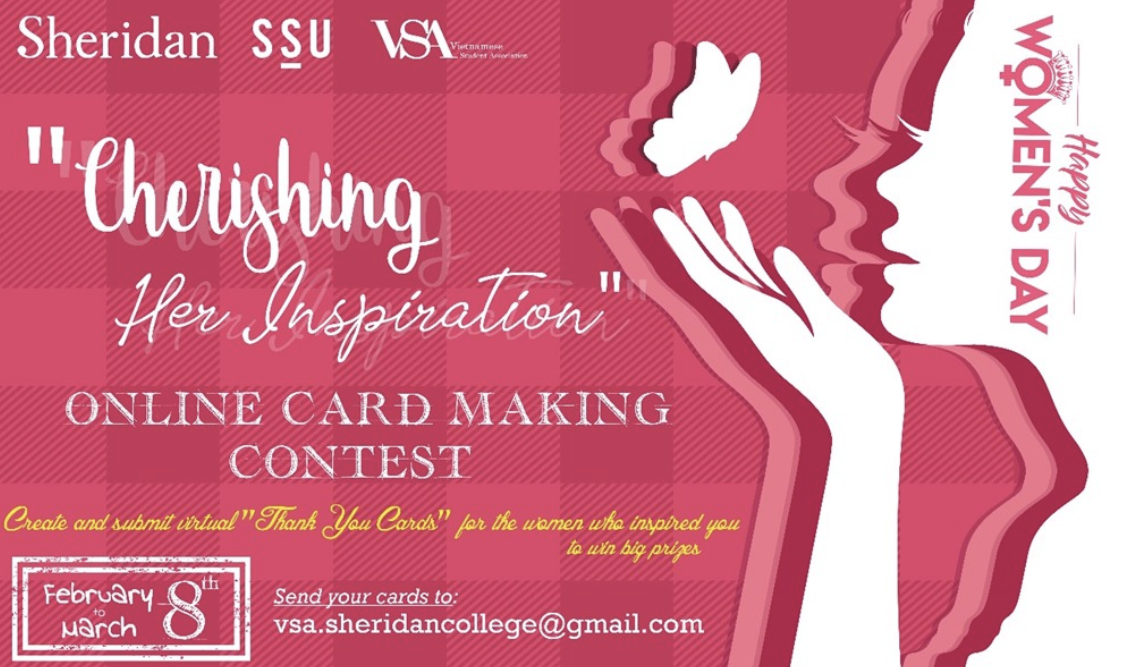 Sheridan SSU VSA Vietnamese
Student Association
"Cherishing
Her Inspiration"
ONLINE CARD MAKING
CONTEST
Create and submit virtual "Thank You Cards" for the women who inspired you
to win big prizes
February
to
March
8th
Send your cards to:
vsa.sheridancollege@gmail.com
Happy
WOMEN'S DAY